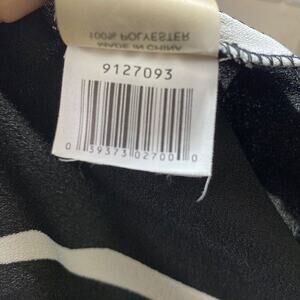 100% POLYESTER
MADE IN CHINA
9127093
0 59373 02700 0